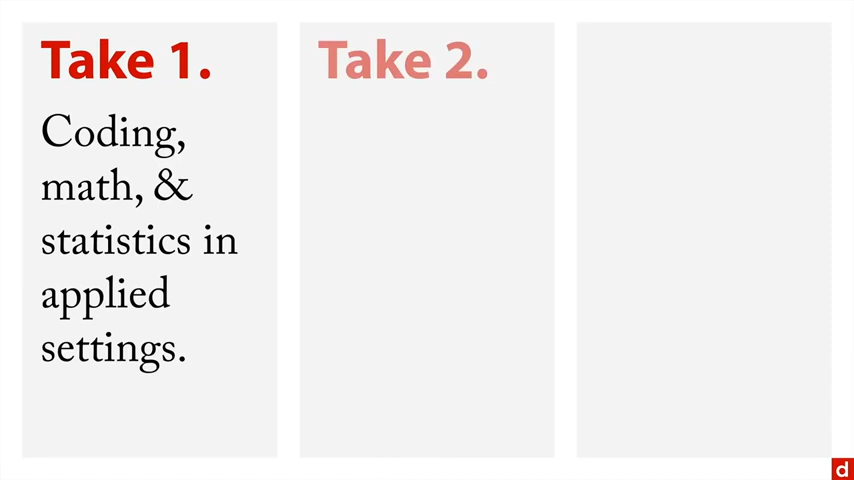 Take 1.
Coding,
math, &
statistics in
applied
settings.
Take 2.
d